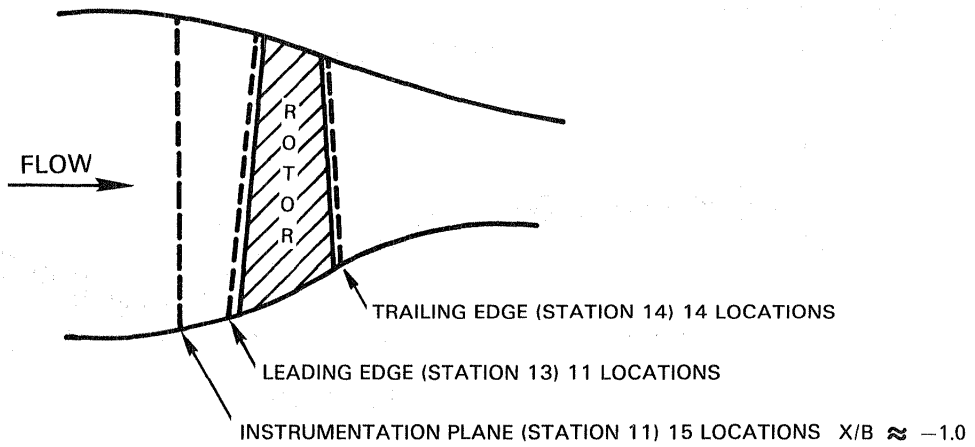 FLOW
ROTOR
TRAILING EDGE (STATION 14) 14 LOCATIONS
LEADING EDGE (STATION 13) 11 LOCATIONS
INSTRUMENTATION PLANE (STATION 11) 15 LOCATIONS X/B ≈ −1.0